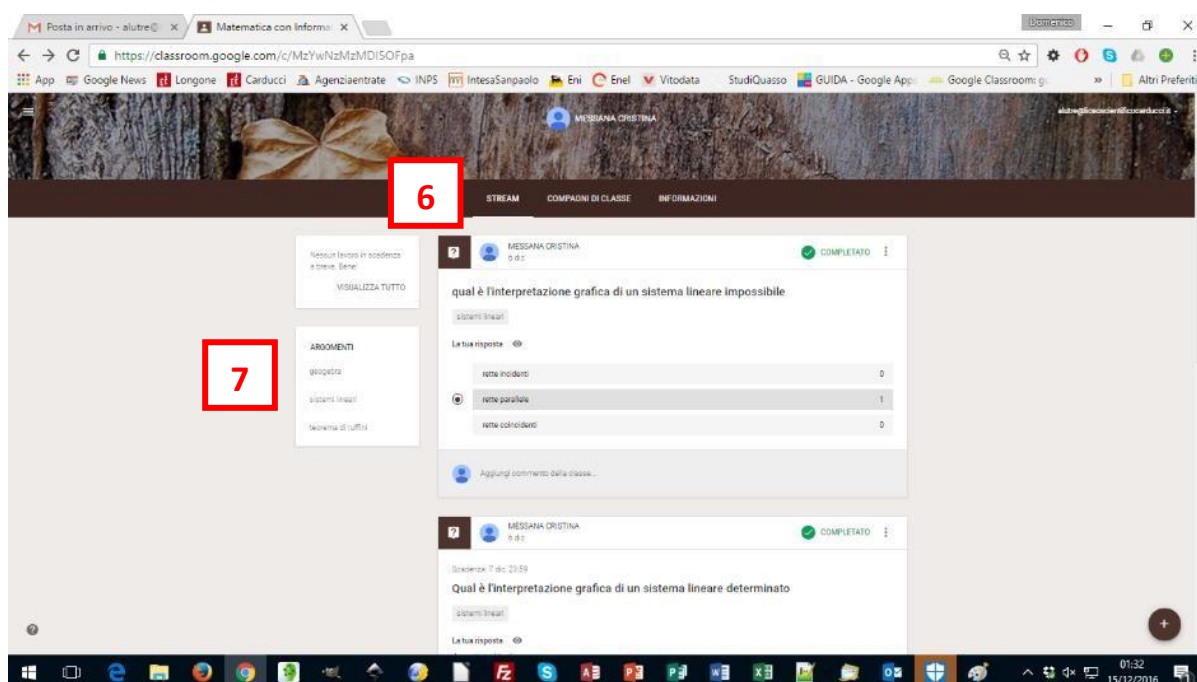 Posta in arrivo - alutre@
Matematica con Informa
Domenico
https://classroom.google.com/c/MzYwNzMzMDI5OFpa
App Google News Longone Carducci Agenziaentrate INPS IntesaSanpaolo Eni Enel Vitodata StudiQuasso GUIDA - Google App Google Classroom: g » Altri Preferiti
MESSANA CRISTINA
alutre@liceoscientificocarducci.it
6
STREAM COMPAGNI DI CLASSE INFORMAZIONI
Nessun lavoro in scadenza
a breve. Bene!
VISUALIZZA TUTTO
7
ARGOMENTI
geogebra
sistemi lineari
teorema di ruffini
MESSANA CRISTINA
6 dic
COMPLETATO
qual è l'interpretazione grafica di un sistema lineare impossibile
sistemi lineari
La tua risposta
rette incidenti 0
rette parallele 1
rette coincidenti 0
Aggiungi commento della classe...
MESSANA CRISTINA
6 dic
COMPLETATO
Scadenza: 7 dic 23:59
Qual è l'interpretazione grafica di un sistema lineare determinato
sistemi lineari
La tua risposta
01:32
15/12/2016